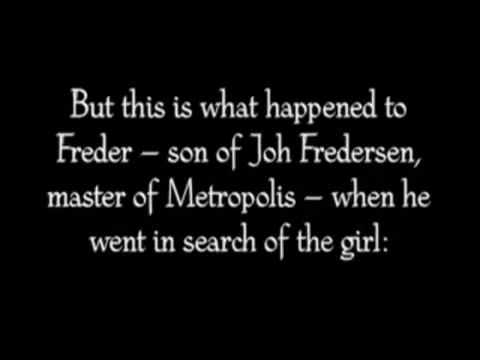 But this is what happened to
Freder – son of Joh Fredersen,
master of Metropolis – when he
went in search of the girl: